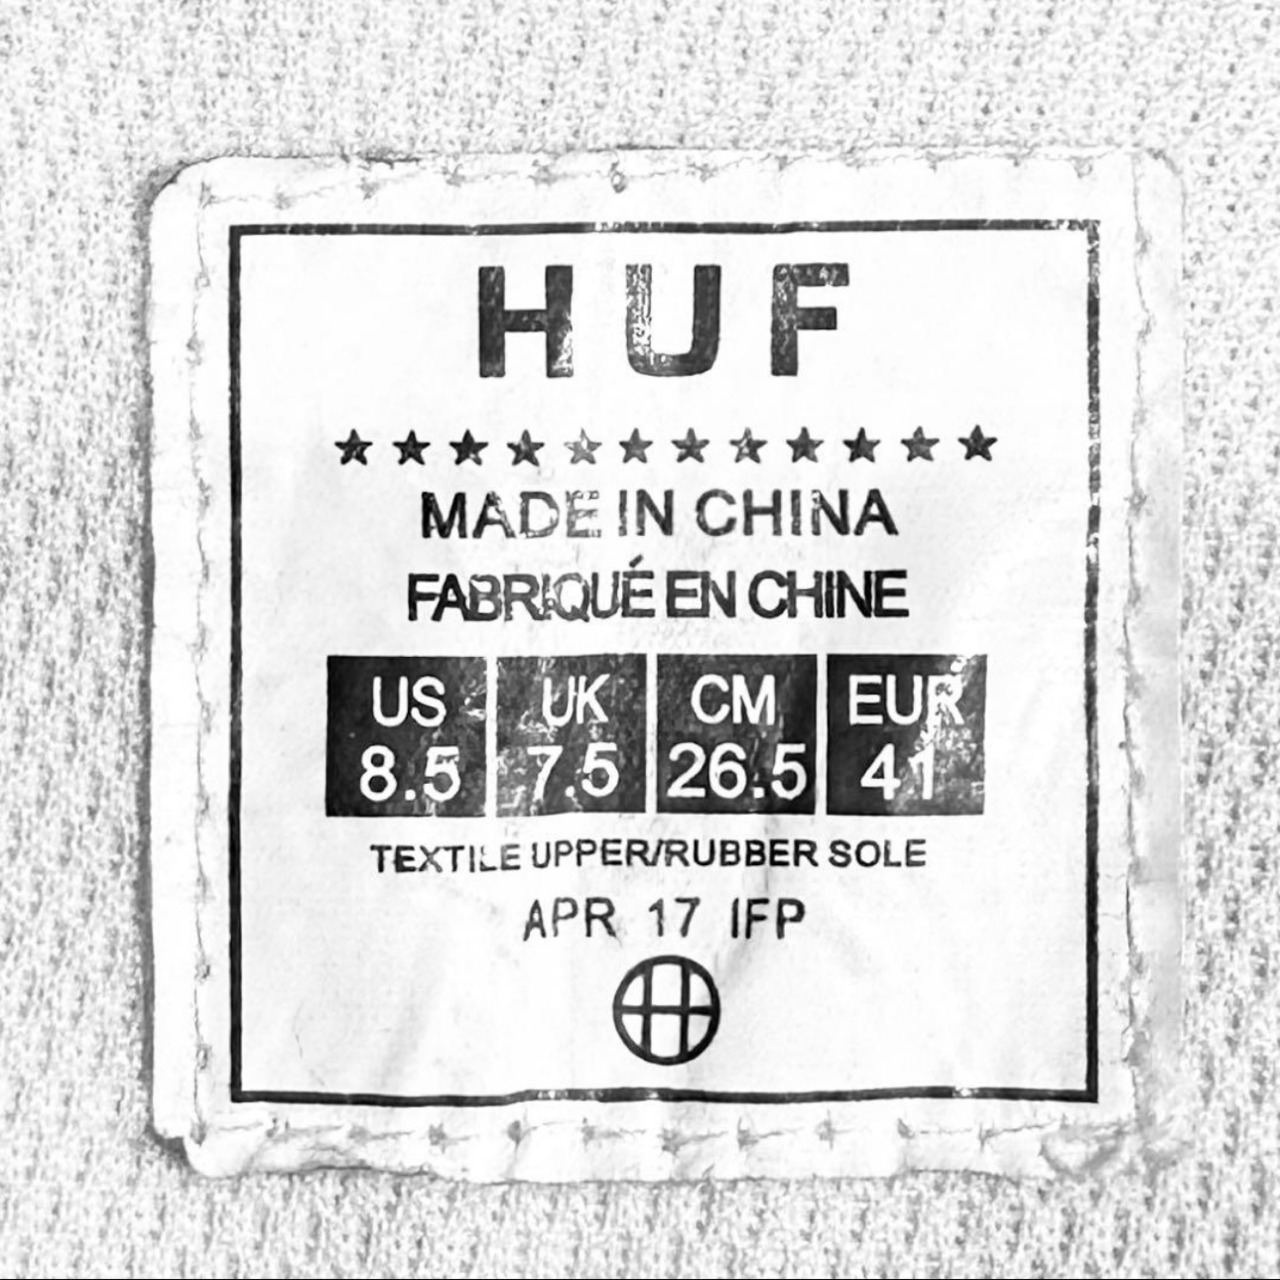 HUF
★★★★★★★★★★★★
MADE IN CHINA
FABRIQUÉ EN CHINE
US UK CM EUR
8.5 7.5 26.5 41
TEXTILE UPPER/RUBBER SOLE
APR 17 IFP